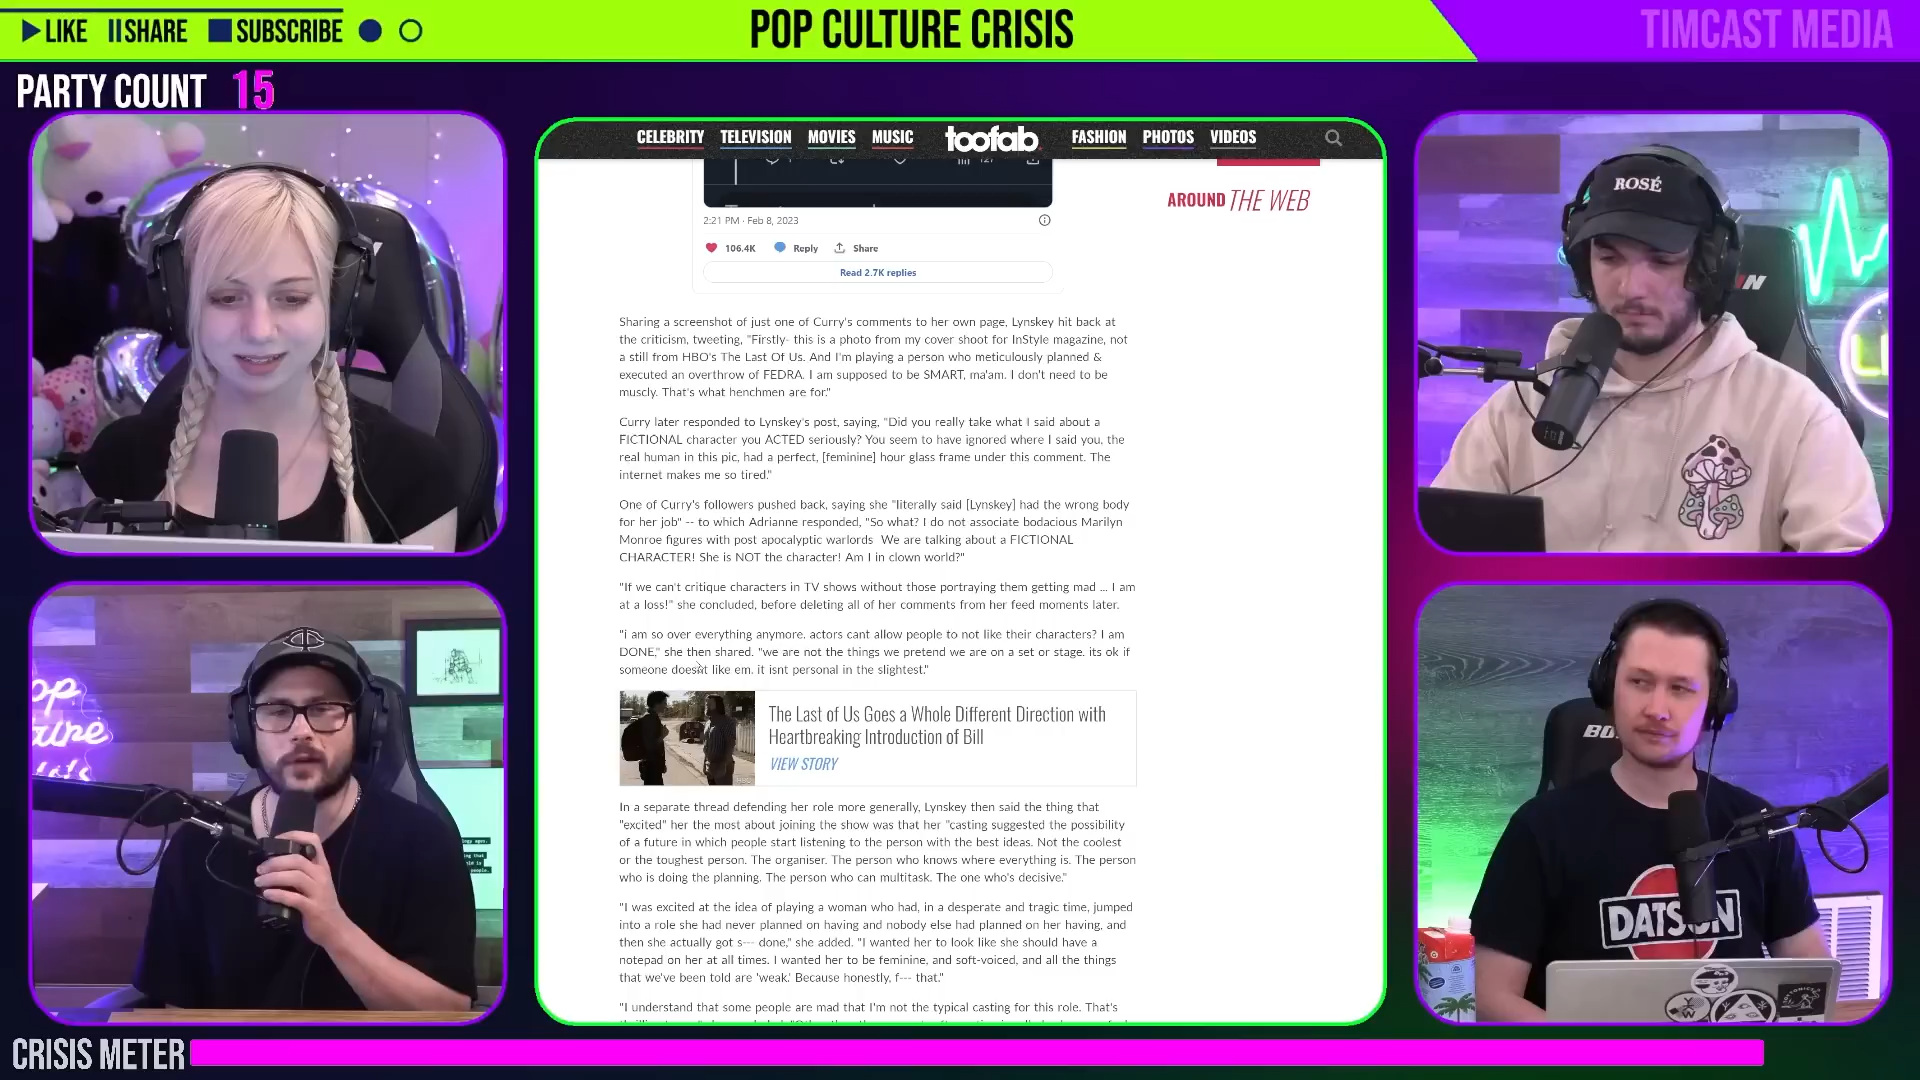 LIKE SHARE SUBSCRIBE
POP CULTURE CRISIS
TIMCAST MEDIA
PARTY COUNT 15
CELEBRITY TELEVISION MOVIES MUSIC toofab. FASHION PHOTOS VIDEOS
127
AROUND THE WEB
2:21 PM · Feb 8, 2023
106.4K Reply Share
Read 2.7K replies
Sharing a screenshot of just one of Curry's comments to her own page, Lynskey hit back at
the criticism, tweeting, "Firstly- this is a photo from my cover shoot for InStyle magazine, not
a still from HBO's The Last Of Us. And I'm playing a person who meticulously planned &
executed an overthrow of FEDRA. I am supposed to be SMART, ma'am. I don't need to be
muscly. That's what henchmen are for."
Curry later responded to Lynskey's post, saying, "Did you really take what I said about a
FICTIONAL character you ACTED seriously? You seem to have ignored where I said you, the
real human in this pic, had a perfect, [feminine] hour glass frame under this comment. The
internet makes me so tired."
One of Curry's followers pushed back, saying she "literally said [Lynskey] had the wrong body
for her job" -- to which Adrianne responded, "So what? I do not associate bodacious Marilyn
Monroe figures with post apocalyptic warlords We are talking about a FICTIONAL
CHARACTER! She is NOT the character! Am I in clown world?"
"If we can't critique characters in TV shows without those portraying them getting mad ... I am
at a loss!" she concluded, before deleting all of her comments from her feed moments later.
"i am so over everything anymore. actors cant allow people to not like their characters? I am
DONE," she then shared. "we are not the things we pretend we are on a set or stage. its ok if
someone doesnt like em. it isnt personal in the slightest."
The Last of Us Goes a Whole Different Direction with
Heartbreaking Introduction of Bill
VIEW STORY
In a separate thread defending her role more generally, Lynskey then said the thing that
"excited" her the most about joining the show was that her "casting suggested the possibility
of a future in which people start listening to the person with the best ideas. Not the coolest
or the toughest person. The organiser. The person who knows where everything is. The person
who is doing the planning. The person who can multitask. The one who's decisive."
"I was excited at the idea of playing a woman who had, in a desperate and tragic time, jumped
into a role she had never planned on having and nobody else had planned on her having, and
then she actually got s--- done," she added. "I wanted her to look like she should have a
notepad on her at all times. I wanted her to be feminine, and soft-voiced, and all the things
that we've been told are 'weak.' Because honestly, f--- that."
"I understand that some people are mad that I'm not the typical casting for this role. That's
ROSÉ
DATSUN
CRISIS METER